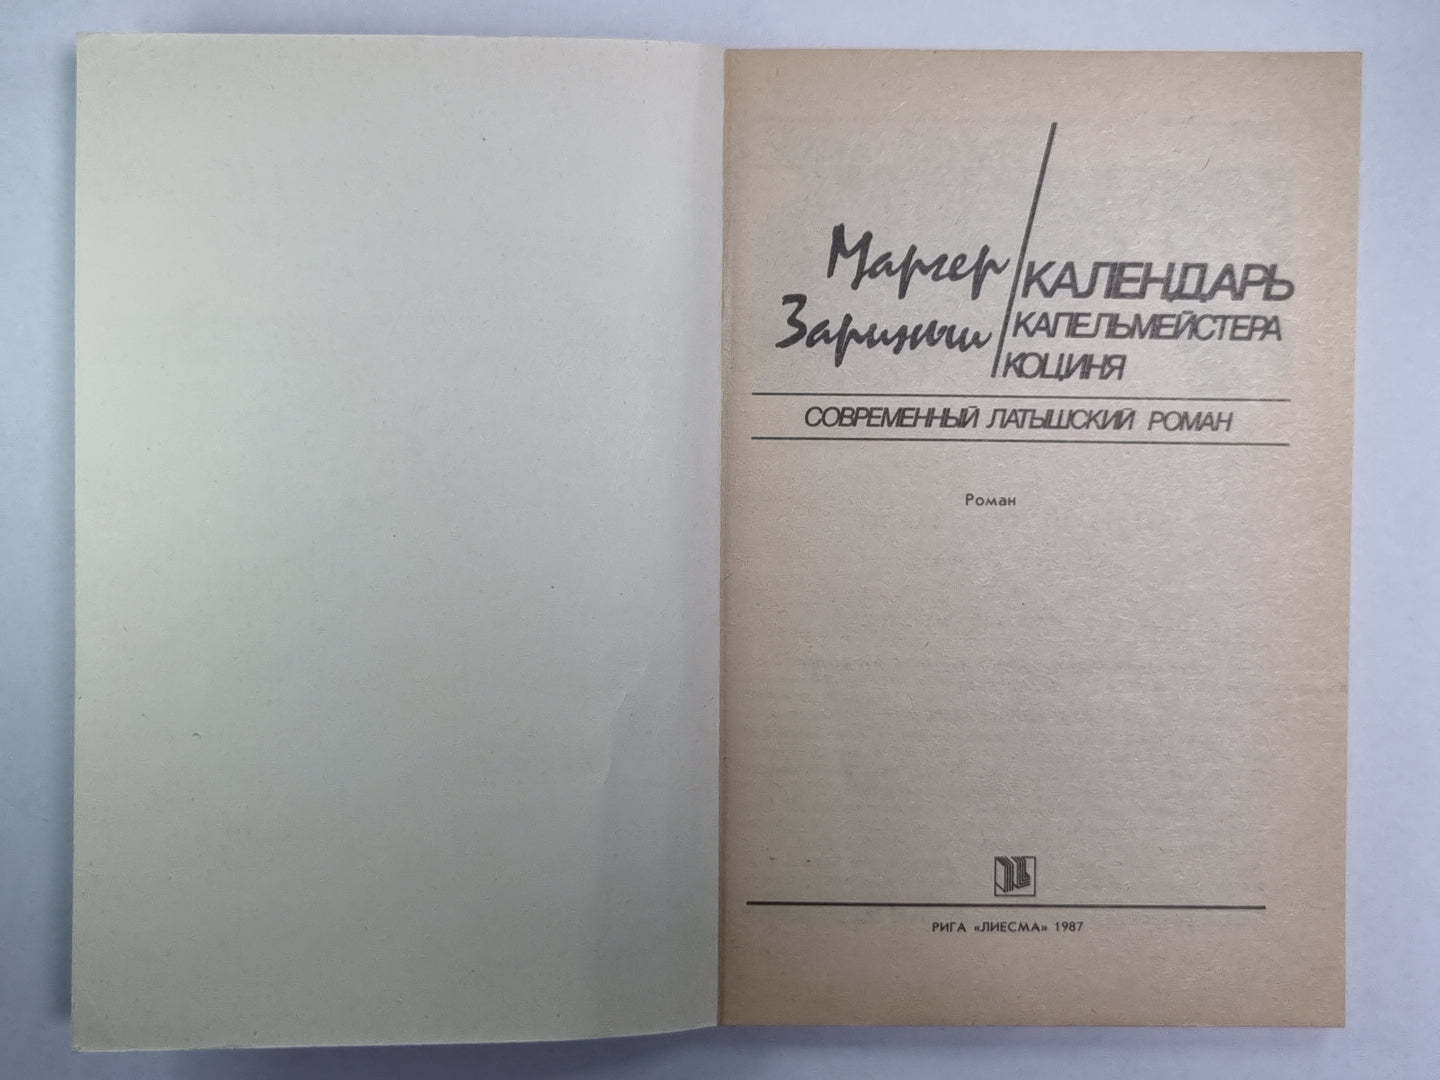 Маргер
Зариньш
КАЛЕНДАРЬ
КАПЕЛЬМЕЙСТЕРА
КОЦИНЯ
СОВРЕМЕННЫЙ ЛАТЫШСКИЙ РОМАН
Роман
РИГА «ЛИЕСМА» 1987